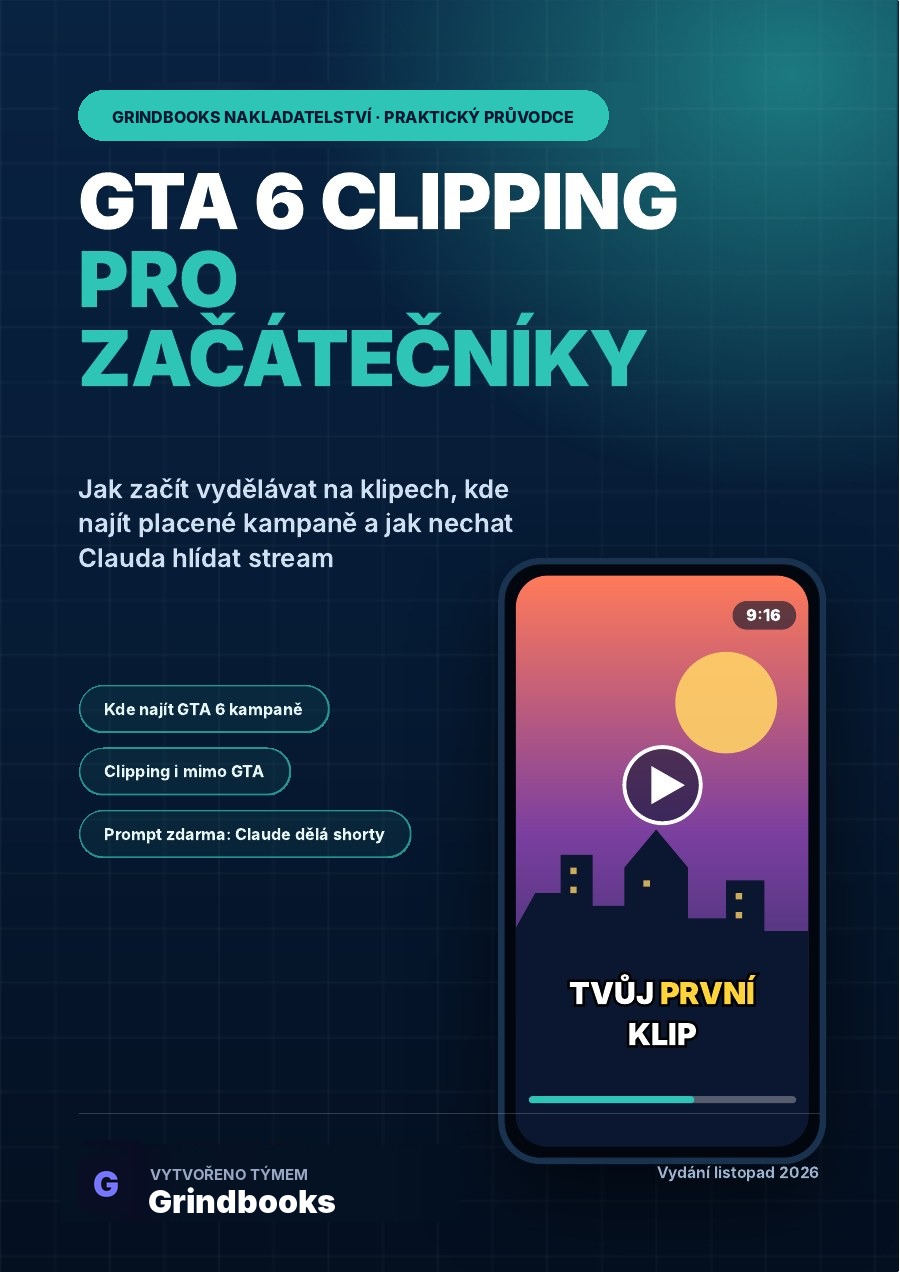 GRINDBOOKS NAKLADATELSTVÍ · PRAKTICKÝ PRŮVODCE
GTA 6 CLIPPING
PRO
ZAČÁTEČNÍKY
Jak začít vydělávat na klipech, kde
najít placené kampaně a jak nechat
Clauda hlídat stream
9:16
Kde najít GTA 6 kampaně
Clipping i mimo GTA
Prompt zdarma: Claude dělá shorty
TVŮJ PRVNÍ
KLIP
G
VYTVOŘENO TÝMEM
Grindbooks
Vydání listopad 2026